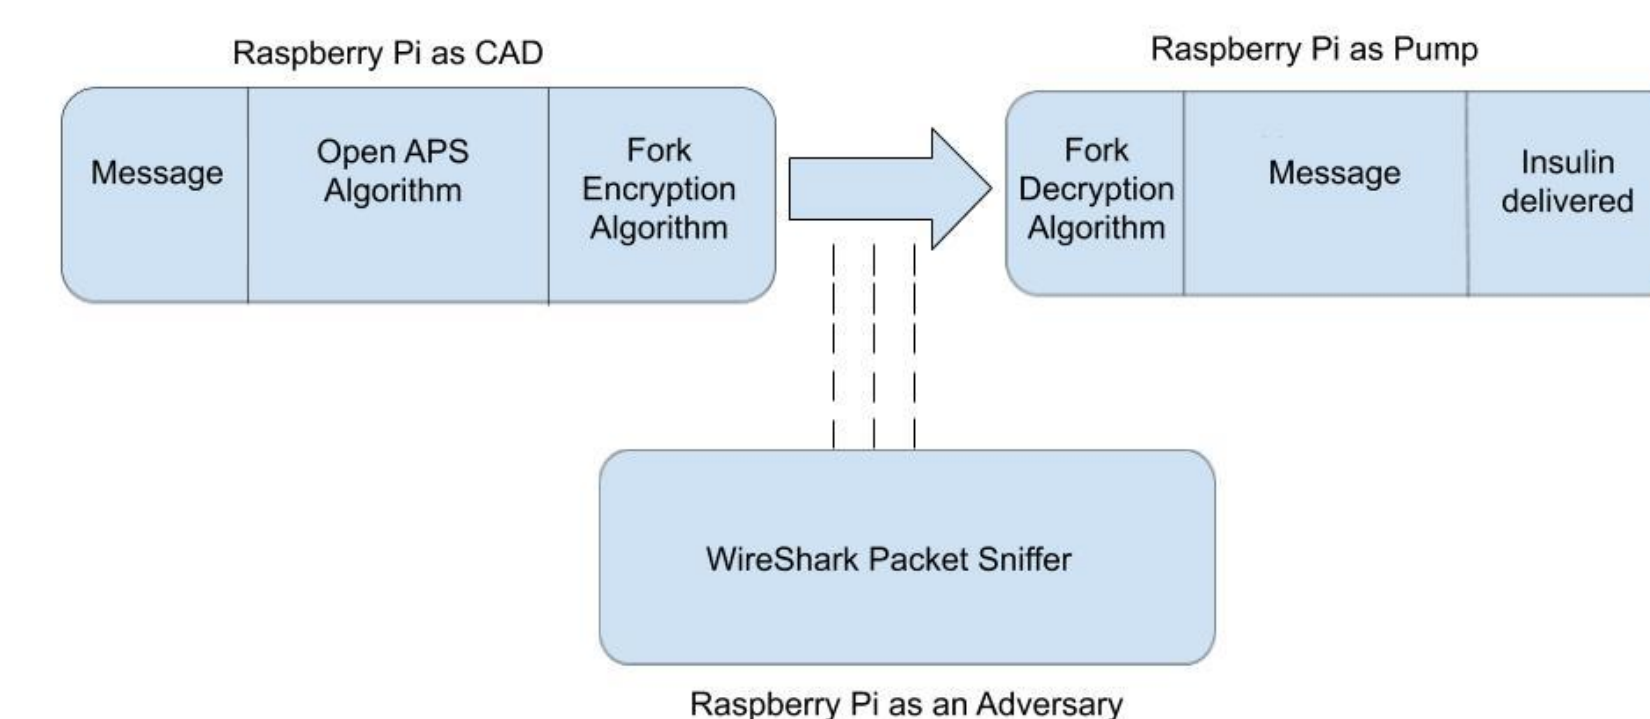 Raspberry Pi as CAD
Raspberry Pi as Pump
Message
Open APS
Algorithm
Fork
Encryption
Algorithm
Fork
Decryption
Algorithm
Message
Insulin
delivered
WireShark Packet Sniffer
Raspberry Pi as an Adversary